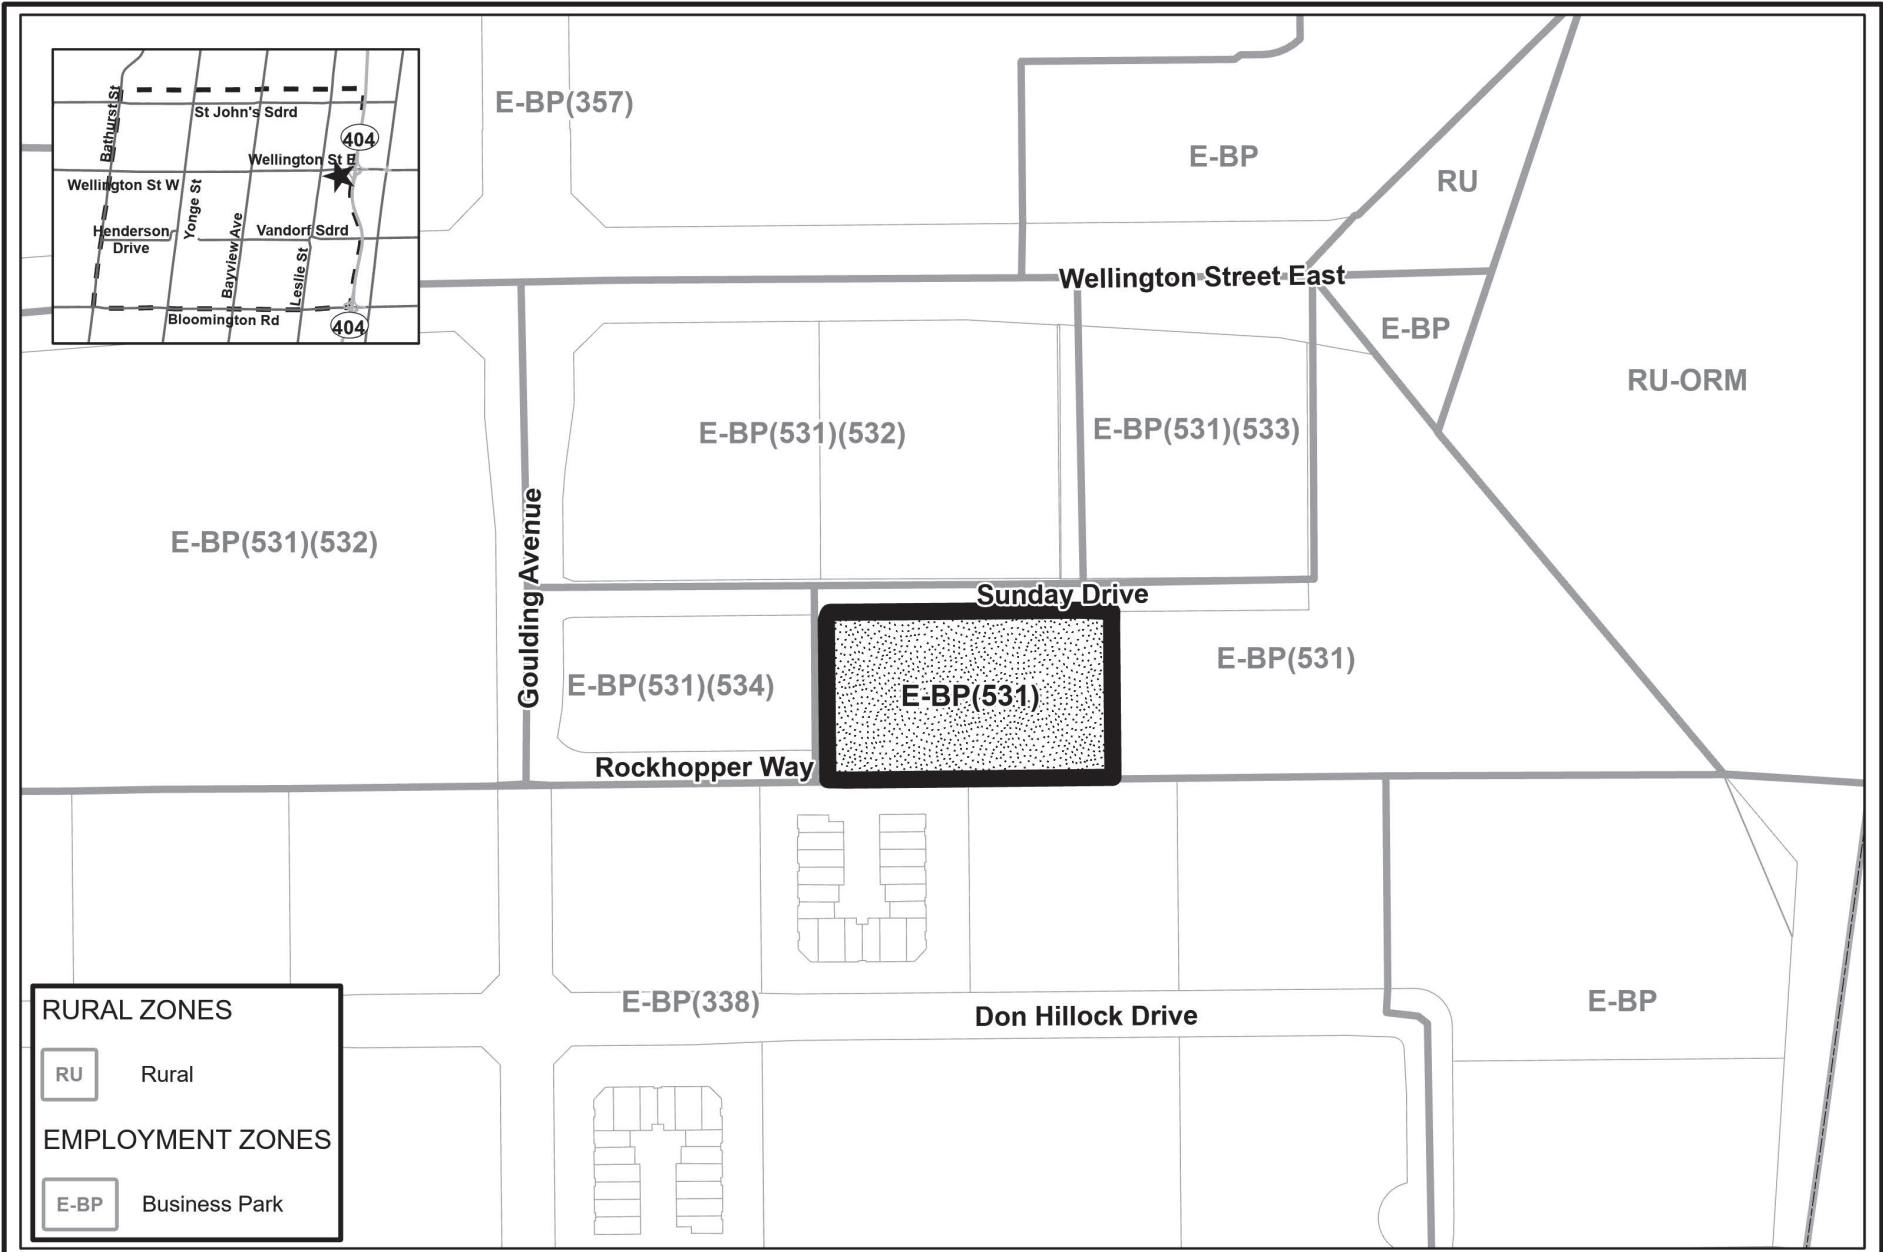 Bathurst St
St John's Sdrd
404
Wellington St E
Wellington St W
Yonge St
Henderson
Drive
Bayview Ave
Vandorf Sdrd
Leslie St
Bloomington Rd
404
E-BP(357)
E-BP
RU
Wellington Street East
E-BP
RU-ORM
E-BP(531)(532)
E-BP(531)(533)
E-BP(531)(532)
Goulding Avenue
Sunday Drive
E-BP(531)(534)
E-BP(531)
E-BP(531)
Rockhopper Way
E-BP(338)
Don Hillock Drive
E-BP
RURAL ZONES
RU Rural
EMPLOYMENT ZONES
E-BP Business Park